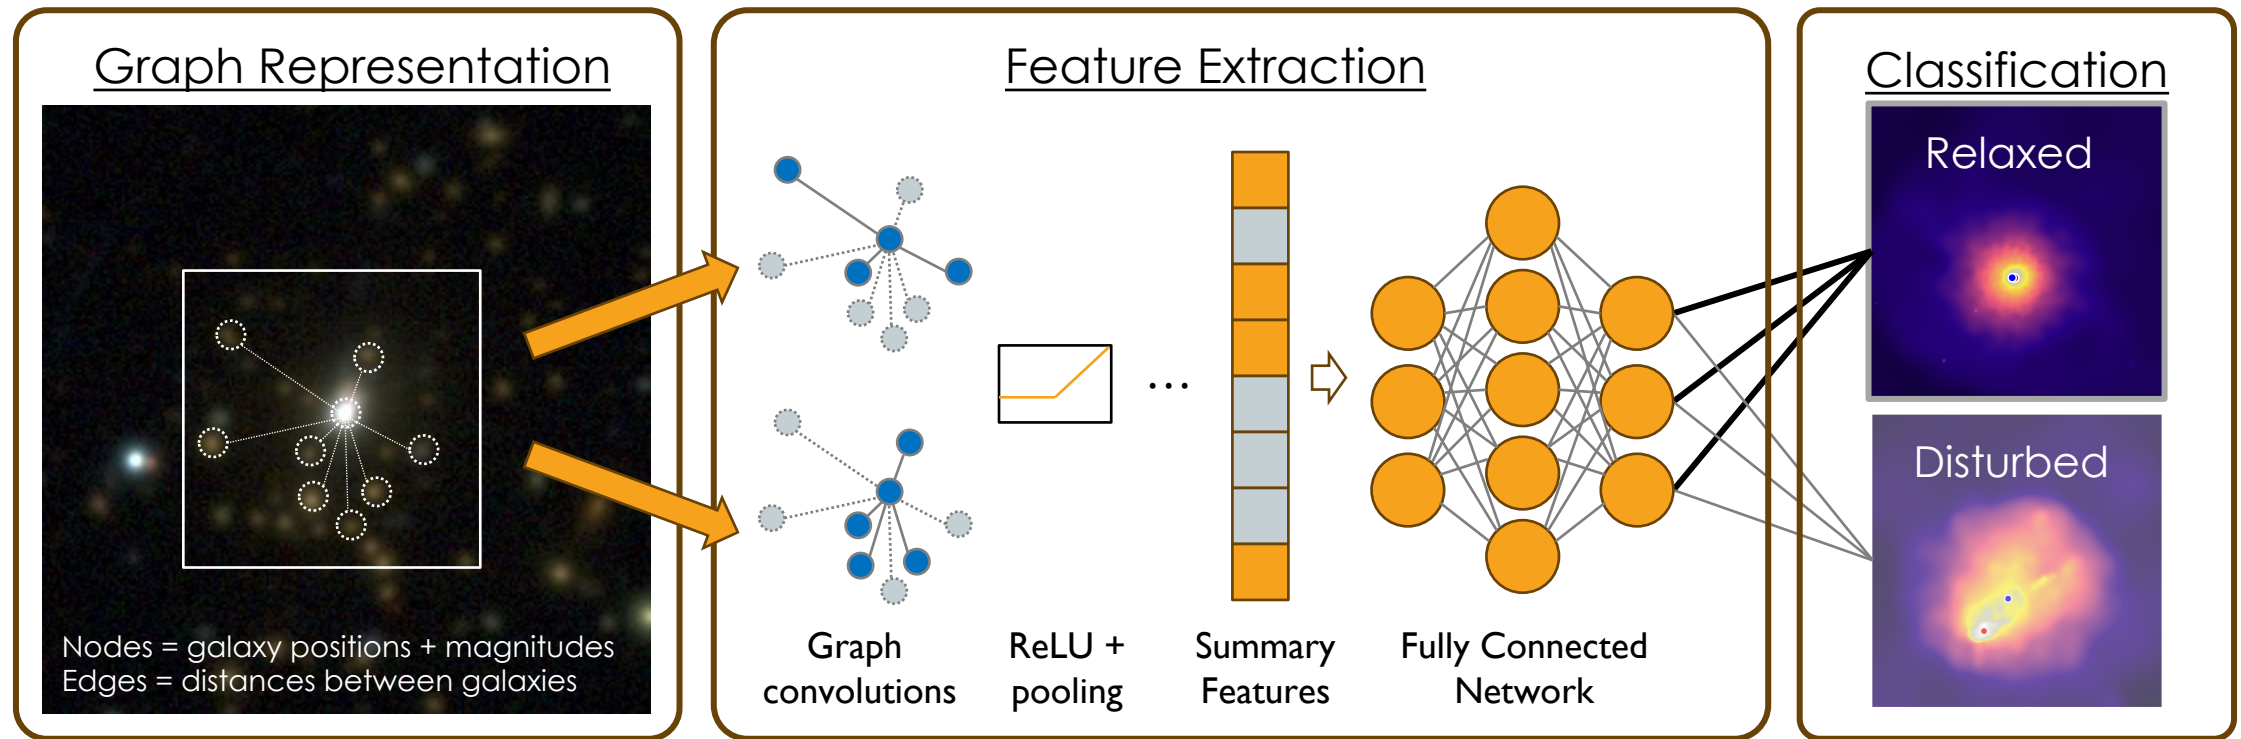 Graph Representation
Nodes = galaxy positions + magnitudes
Edges = distances between galaxies
Feature Extraction
Graph
convolutions
ReLU +
pooling
...
Summary
Features
Fully Connected
Network
Classification
Relaxed
Disturbed